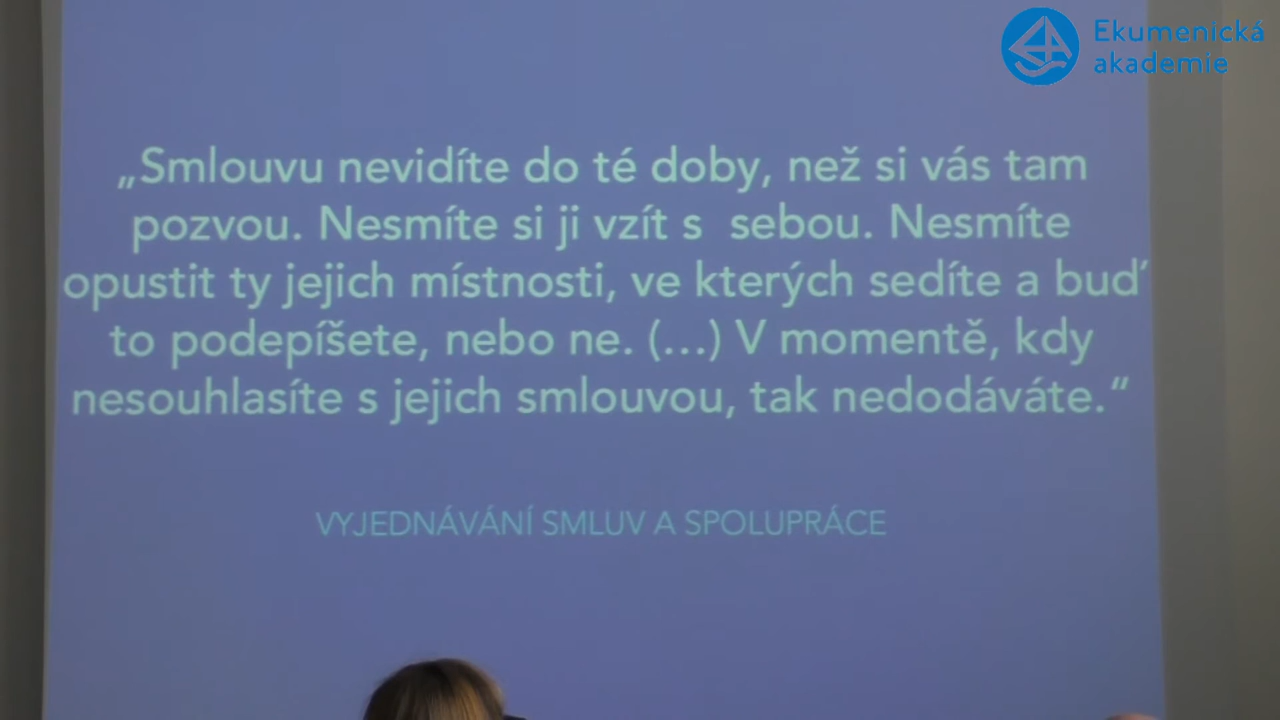 Ekumenická
akademie
„Smlouvu nevidíte do té doby, než si vás tam
pozvou. Nesmíte si ji vzít s sebou. Nesmíte
opustit ty jejich místnosti, ve kterých sedíte a buď
to podepíšete, nebo ne. (...) V momentě, kdy
nesouhlasíte s jejich smlouvou, tak nedodáváte.“
VYJEDNÁVÁNÍ SMLUV A SPOLUPRÁCE